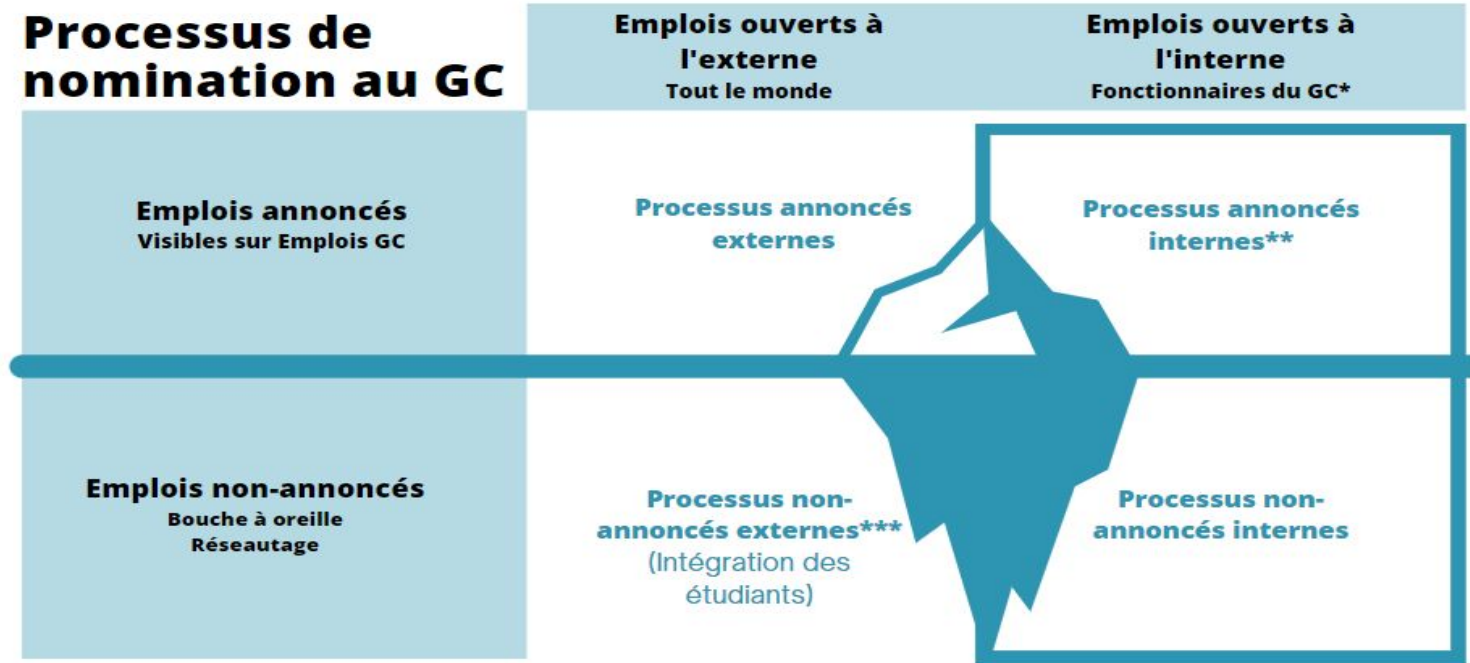 Processus de
nomination au GC
Emplois ouverts à
l'externe
Tout le monde
Emplois ouverts à
l'interne
Fonctionnaires du GC*
Emplois annoncés
Visibles sur Emplois GC
Processus annoncés
externes
Processus annoncés
internes**
Emplois non-annoncés
Bouche à oreille
Réseautage
Processus non-
annoncés externes***
(Intégration des
étudiants)
Processus non-
annoncés internes